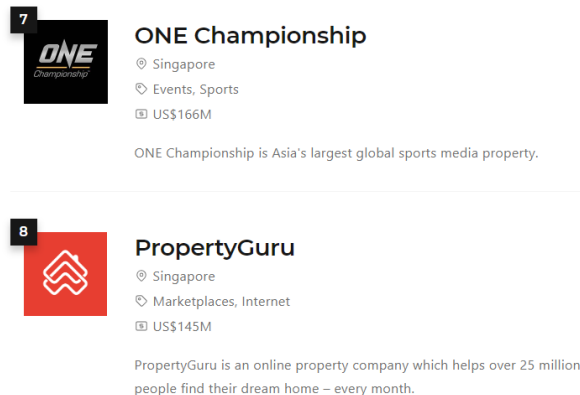 7
ONE
Championship
ONE Championship
Singapore
Events, Sports
US$166M
ONE Championship is Asia's largest global sports media property.
8
PropertyGuru
Singapore
Marketplaces, Internet
US$145M
PropertyGuru is an online property company which helps over 25 million
people find their dream home – every month.